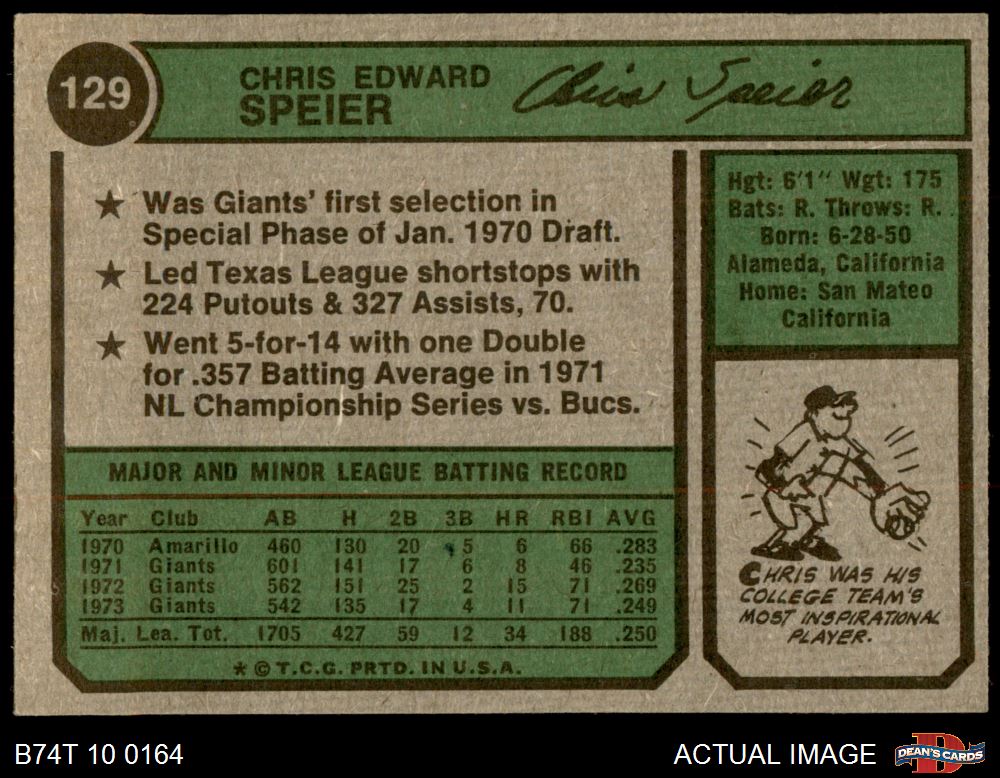 129
CHRIS EDWARD
SPEIER
Chris Speier
★ Was Giants' first selection in
Special Phase of Jan. 1970 Draft.
★ Led Texas League shortstops with
224 Putouts & 327 Assists, 70.
★ Went 5-for-14 with one Double
for .357 Batting Average in 1971
NL Championship Series vs. Bucs.
Hgt: 6'1" Wgt: 175
Bats: R. Throws: R.
Born: 6-28-50
Alameda, California
Home: San Mateo
California
MAJOR AND MINOR LEAGUE BATTING RECORD
Year Club AB H 2B 3B HR RBI AVG
1970 Amarillo 460 130 20 5 6 66 .283
1971 Giants 601 141 17 6 8 46 .235
1972 Giants 562 151 25 2 15 71 .269
1973 Giants 542 135 17 4 11 71 .249
Maj. Lea. Tot. 1705 427 59 12 34 188 .250
* © T.C.G. PRTD. IN U.S.A.
CHRIS WAS HIS
COLLEGE TEAM'S
MOST INSPIRATIONAL
PLAYER.
B74T 10 0164
ACTUAL IMAGE
DEAN'S CARDS